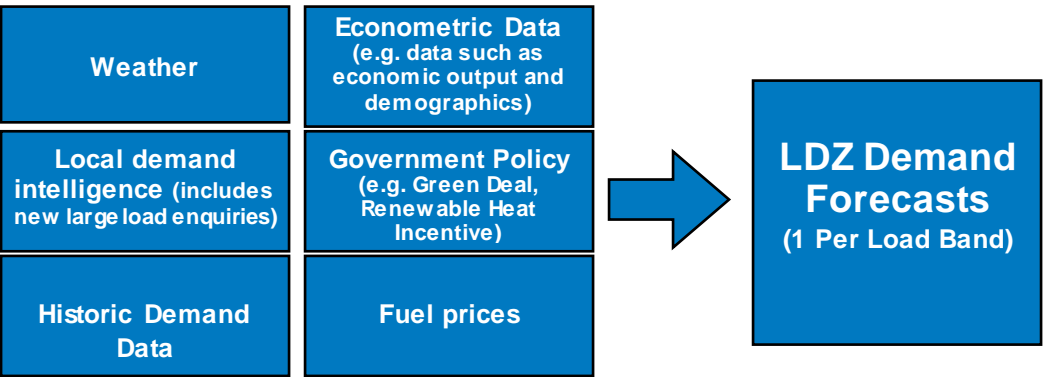 Weather
Econometric Data
(e.g. data such as
economic output and
demographics)
Local demand
intelligence (includes
new large load enquiries)
Government Policy
(e.g. Green Deal,
Renewable Heat
Incentive)
Historic Demand
Data
Fuel prices
LDZ Demand
Forecasts
(1 Per Load Band)